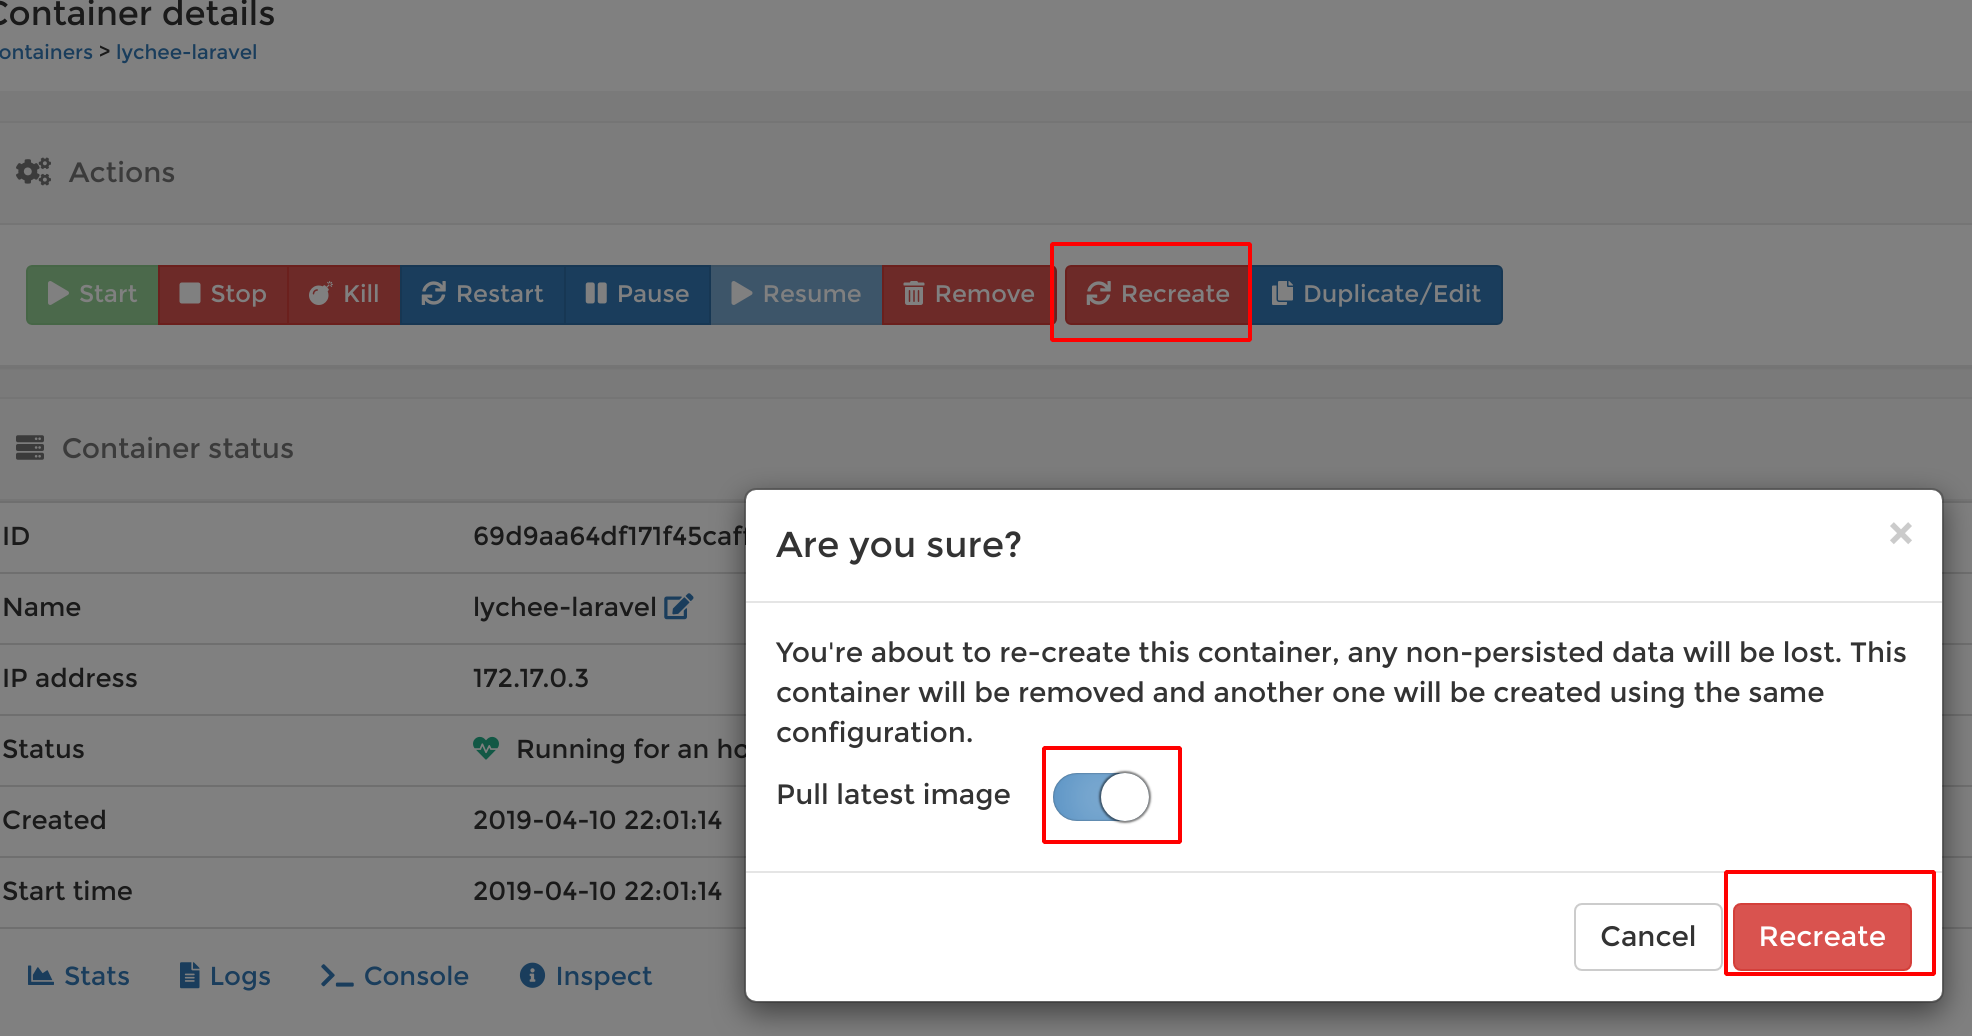 Container details
ontainers > lychee-laravel
Actions
Start Stop Kill Restart Pause Resume Remove Recreate Duplicate/Edit
Container status
ID 69d9aa64df171f45caf
Name lychee-laravel
IP address 172.17.0.3
Status Running for an ho
Created 2019-04-10 22:01:14
Start time 2019-04-10 22:01:14
Stats Logs Console Inspect
Are you sure?
×
You're about to re-create this container, any non-persisted data will be lost. This
container will be removed and another one will be created using the same
configuration.
Pull latest image
Cancel Recreate